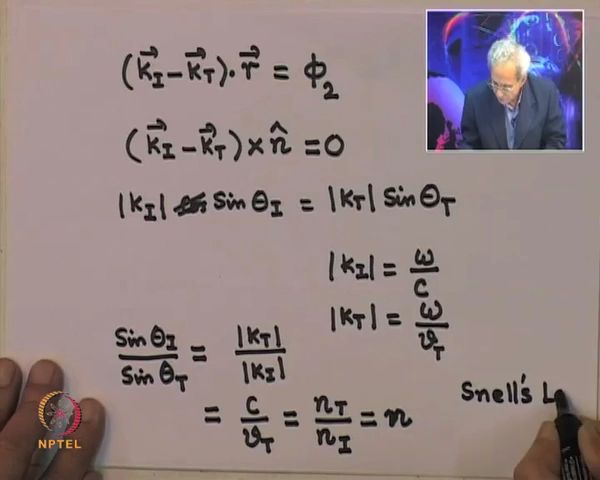 (k⃗_I − k⃗_T)·r⃗ = ϕ_2
(k⃗_I − k⃗_T) × n̂ = 0
|k_I| Sin θ_I = |k_T| Sin θ_T
|k_I| = ω/c
|k_T| = ω/v_T
Sin θ_I / Sin θ_T = |k_T| / |k_I|
= c/v_T = n_T/n_I = n
Snell's L
NPTEL